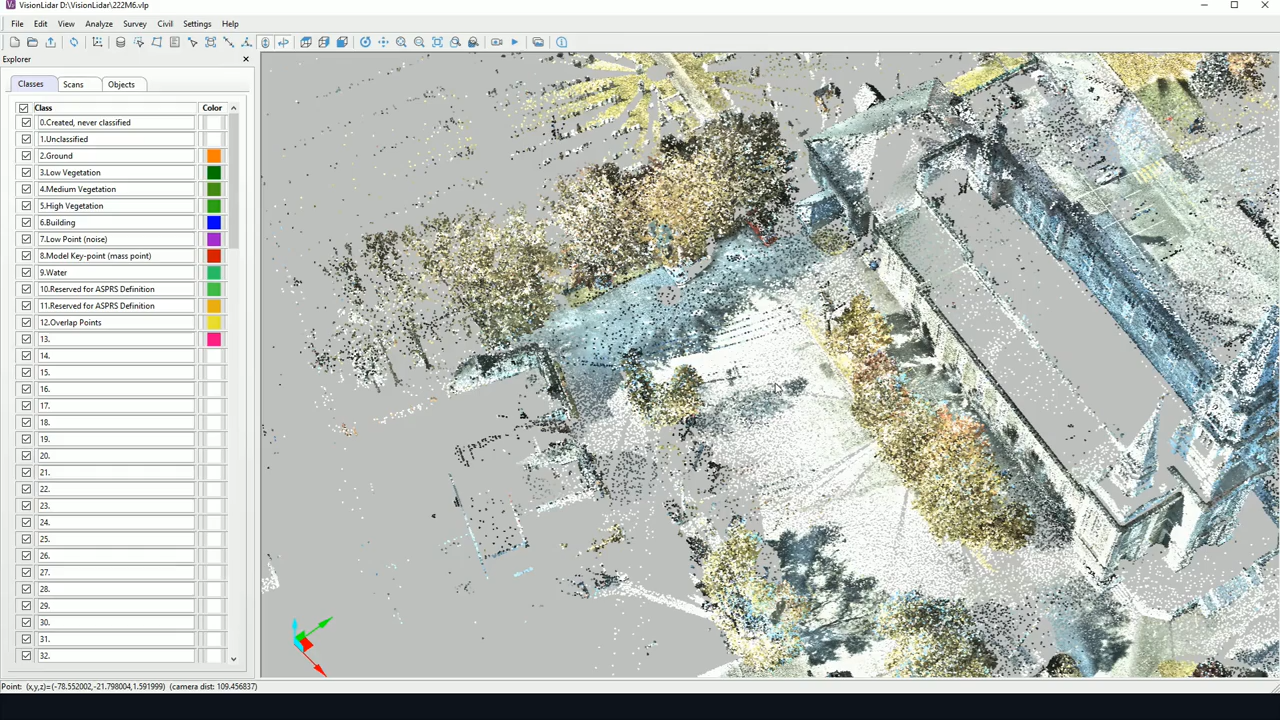 VisionLidar D:\VisionLidar\222M6.vlp
File Edit View Analyze Survey Civil Settings Help
Explorer
Classes Scans Objects
Class Color
0.Created, never classified
1.Unclassified
2.Ground
3.Low Vegetation
4.Medium Vegetation
5.High Vegetation
6.Building
7.Low Point (noise)
8.Model Key-point (mass point)
9.Water
10.Reserved for ASPRS Definition
11.Reserved for ASPRS Definition
12.Overlap Points
13.
14.
15.
16.
17.
18.
19.
20.
21.
22.
23.
24.
25.
26.
27.
28.
29.
30.
31.
32.
Point: (x,y,z)=(-78.552002,-21.798004,1.591999) (camera dist: 109.456837)